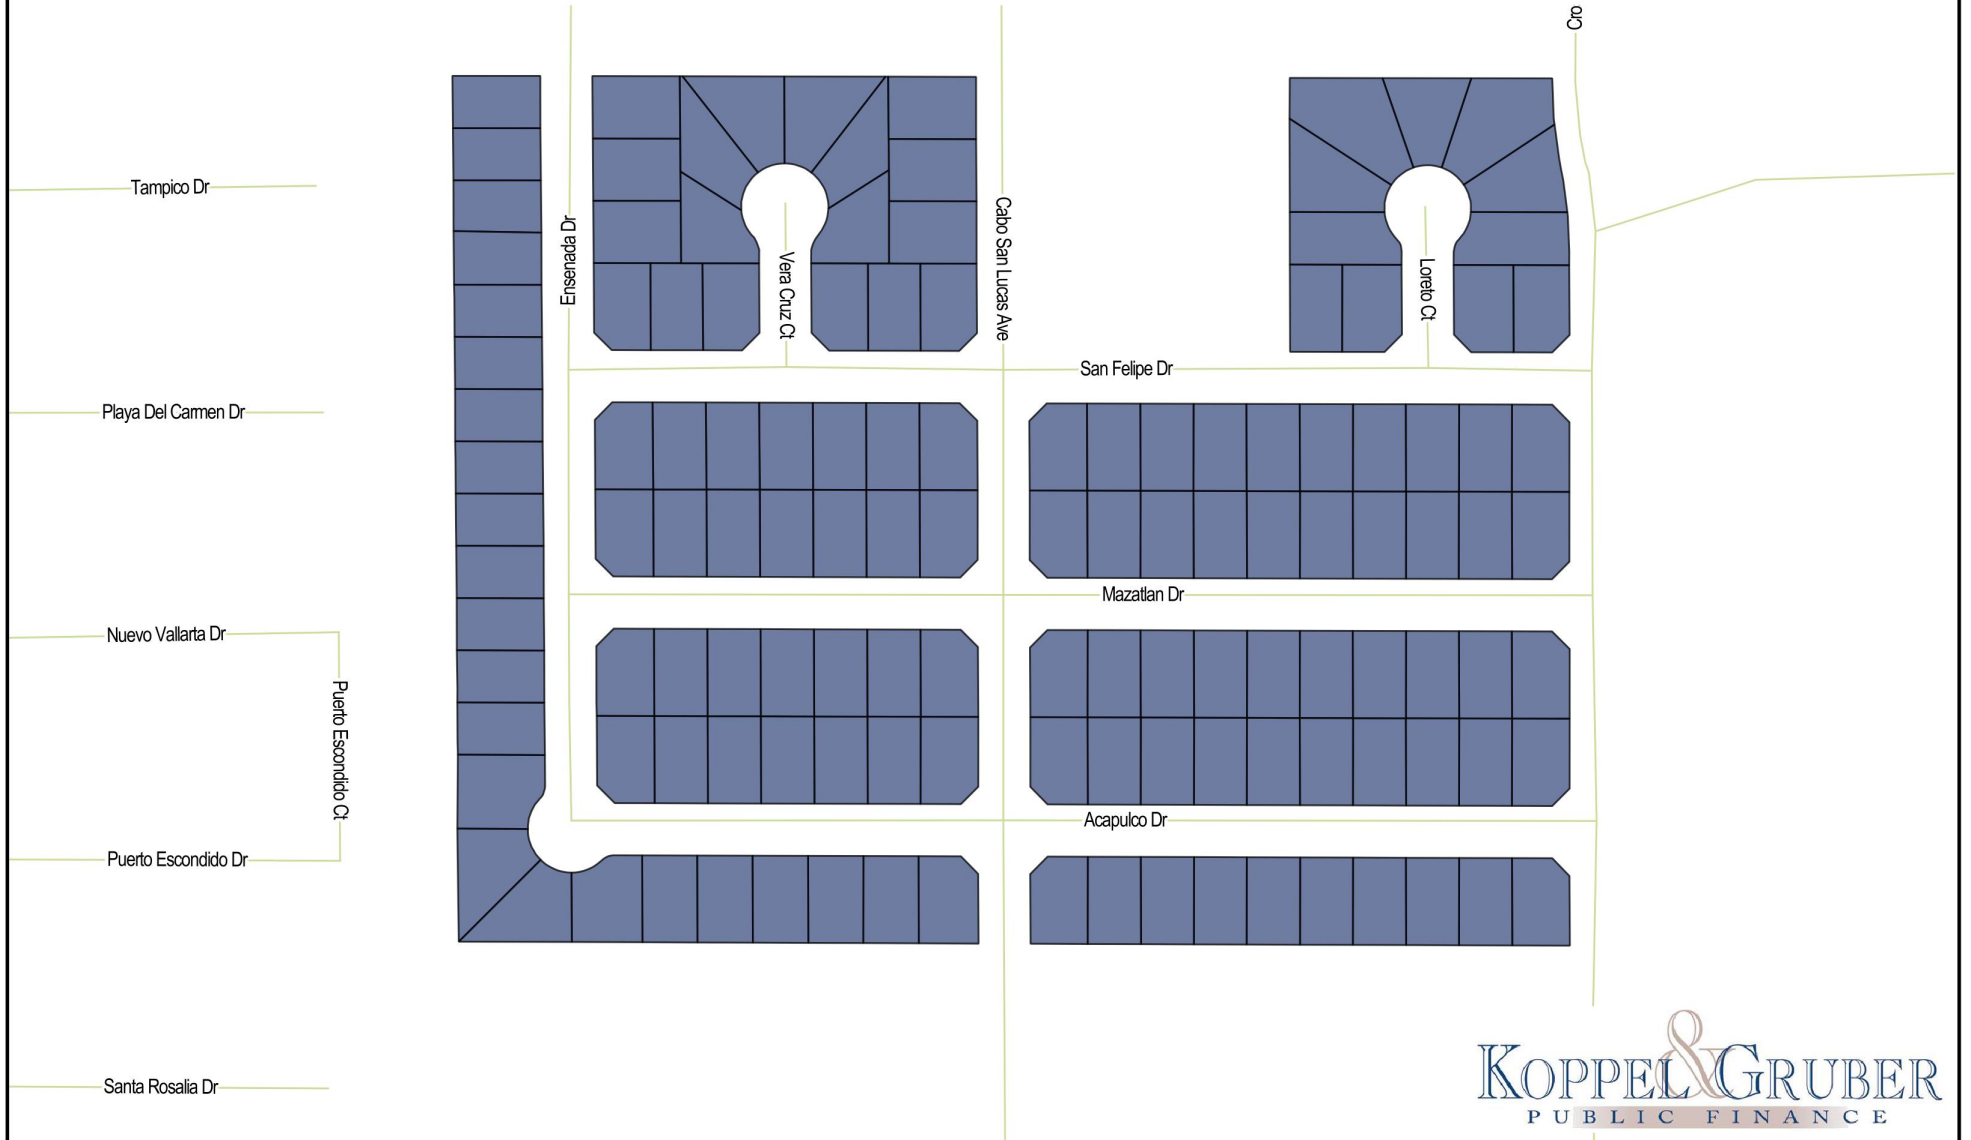 Cro
Tampico Dr
Ensenada Dr
Vera Cruz Ct
Cabo San Lucas Ave
Loreto Ct
San Felipe Dr
Playa Del Carmen Dr
Mazatlan Dr
Nuevo Vallarta Dr
Puerto Escondido Ct
Acapulco Dr
Puerto Escondido Dr
Santa Rosalia Dr
KOPPEL & GRUBER
PUBLIC FINANCE